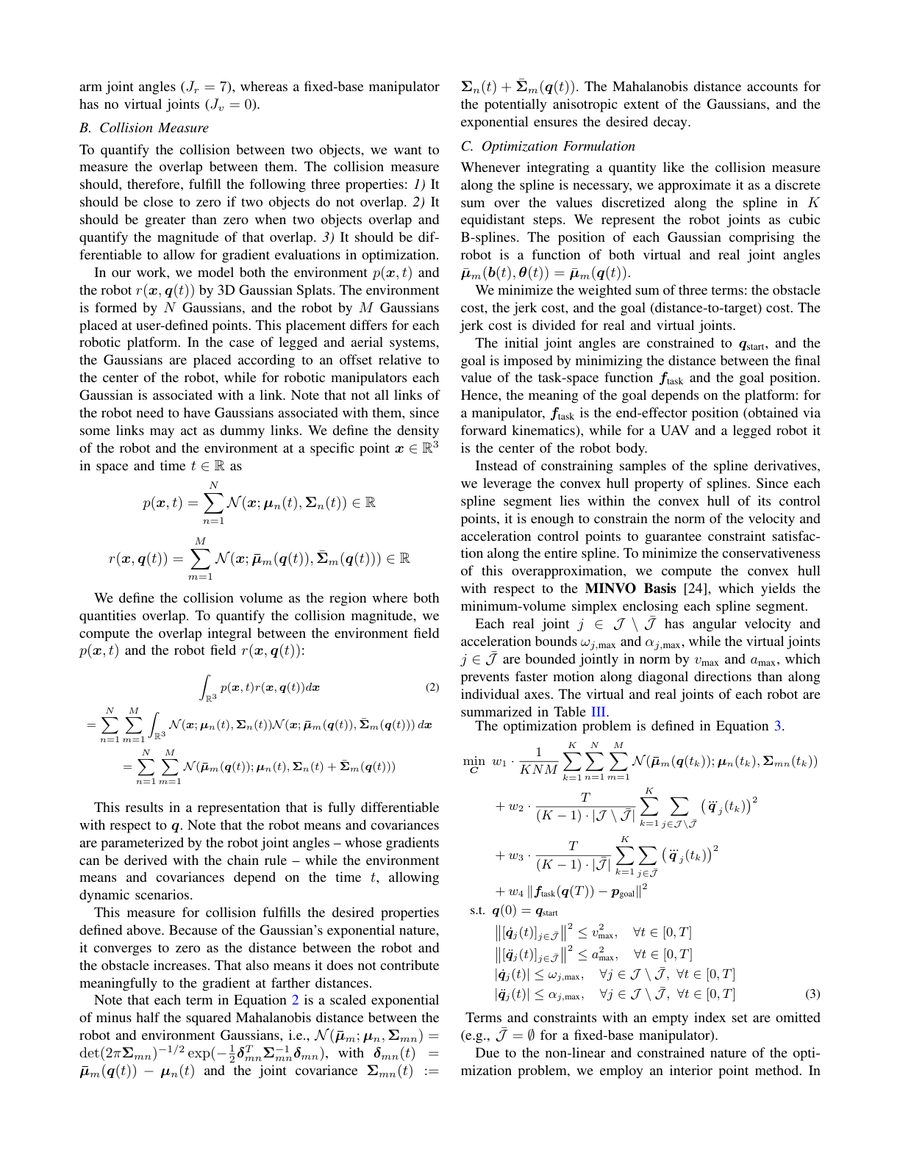 arm joint angles (J_r = 7), whereas a fixed-base manipulator
has no virtual joints (J_v = 0).
B. Collision Measure
To quantify the collision between two objects, we want to
measure the overlap between them. The collision measure
should, therefore, fulfill the following three properties: 1) It
should be close to zero if two objects do not overlap. 2) It
should be greater than zero when two objects overlap and
quantify the magnitude of that overlap. 3) It should be dif-
ferentiable to allow for gradient evaluations in optimization.
In our work, we model both the environment p(x, t) and
the robot r(x, q(t)) by 3D Gaussian Splats. The environment
is formed by N Gaussians, and the robot by M Gaussians
placed at user-defined points. This placement differs for each
robotic platform. In the case of legged and aerial systems,
the Gaussians are placed according to an offset relative to
the center of the robot, while for robotic manipulators each
Gaussian is associated with a link. Note that not all links of
the robot need to have Gaussians associated with them, since
some links may act as dummy links. We define the density
of the robot and the environment at a specific point x ∈ ℝ³
in space and time t ∈ ℝ as
p(x, t) = ∑_{n=1}^{N} 𝒩(x; μ_n(t), Σ_n(t)) ∈ ℝ
r(x, q(t)) = ∑_{m=1}^{M} 𝒩(x; μ̄_m(q(t)), Σ̄_m(q(t))) ∈ ℝ
We define the collision volume as the region where both
quantities overlap. To quantify the collision magnitude, we
compute the overlap integral between the environment field
p(x, t) and the robot field r(x, q(t)):
∫_{ℝ³} p(x, t)r(x, q(t))dx (2)
= ∑_{n=1}^{N} ∑_{m=1}^{M} ∫_{ℝ³} 𝒩(x; μ_n(t), Σ_n(t))𝒩(x; μ̄_m(q(t)), Σ̄_m(q(t))) dx
= ∑_{n=1}^{N} ∑_{m=1}^{M} 𝒩(μ̄_m(q(t)); μ_n(t), Σ_n(t) + Σ̄_m(q(t)))
This results in a representation that is fully differentiable
with respect to q. Note that the robot means and covariances
are parameterized by the robot joint angles – whose gradients
can be derived with the chain rule – while the environment
means and covariances depend on the time t, allowing
dynamic scenarios.
This measure for collision fulfills the desired properties
defined above. Because of the Gaussian's exponential nature,
it converges to zero as the distance between the robot and
the obstacle increases. That also means it does not contribute
meaningfully to the gradient at farther distances.
Note that each term in Equation 2 is a scaled exponential
of minus half the squared Mahalanobis distance between the
robot and environment Gaussians, i.e., 𝒩(μ̄_m; μ_n, Σ_{mn}) =
det(2πΣ_{mn})^{−1/2} exp(−½ δ_{mn}^T Σ_{mn}^{−1} δ_{mn}), with δ_{mn}(t) =
μ̄_m(q(t)) − μ_n(t) and the joint covariance Σ_{mn}(t) :=
Σ_n(t) + Σ̄_m(q(t)). The Mahalanobis distance accounts for
the potentially anisotropic extent of the Gaussians, and the
exponential ensures the desired decay.
C. Optimization Formulation
Whenever integrating a quantity like the collision measure
along the spline is necessary, we approximate it as a discrete
sum over the values discretized along the spline in K
equidistant steps. We represent the robot joints as cubic
B-splines. The position of each Gaussian comprising the
robot is a function of both virtual and real joint angles
μ̄_m(b(t), θ(t)) = μ̄_m(q(t)).
We minimize the weighted sum of three terms: the obstacle
cost, the jerk cost, and the goal (distance-to-target) cost. The
jerk cost is divided for real and virtual joints.
The initial joint angles are constrained to q_start, and the
goal is imposed by minimizing the distance between the final
value of the task-space function f_task and the goal position.
Hence, the meaning of the goal depends on the platform: for
a manipulator, f_task is the end-effector position (obtained via
forward kinematics), while for a UAV and a legged robot it
is the center of the robot body.
Instead of constraining samples of the spline derivatives,
we leverage the convex hull property of splines. Since each
spline segment lies within the convex hull of its control
points, it is enough to constrain the norm of the velocity and
acceleration control points to guarantee constraint satisfac-
tion along the entire spline. To minimize the conservativeness
of this overapproximation, we compute the convex hull
with respect to the MINVO Basis [24], which yields the
minimum-volume simplex enclosing each spline segment.
Each real joint j ∈ 𝒥 \ 𝒥̄ has angular velocity and
acceleration bounds ω_{j,max} and α_{j,max}, while the virtual joints
j ∈ 𝒥̄ are bounded jointly in norm by v_max and a_max, which
prevents faster motion along diagonal directions than along
individual axes. The virtual and real joints of each robot are
summarized in Table III.
The optimization problem is defined in Equation 3.
min_C w_1 · 1/(KNM) ∑_{k=1}^{K} ∑_{n=1}^{N} ∑_{m=1}^{M} 𝒩(μ̄_m(q(t_k)); μ_n(t_k), Σ_{mn}(t_k))
+ w_2 · T/((K − 1) · |𝒥 \ 𝒥̄|) ∑_{k=1}^{K} ∑_{j∈𝒥\𝒥̄} (q⃛_j(t_k))²
+ w_3 · T/((K − 1) · |𝒥̄|) ∑_{k=1}^{K} ∑_{j∈𝒥̄} (q⃛_j(t_k))²
+ w_4 ‖f_task(q(T)) − p_goal‖²
s.t. q(0) = q_start
‖[q̇_j(t)]_{j∈𝒥̄}‖² ≤ v²_max, ∀t ∈ [0, T]
‖[q̈_j(t)]_{j∈𝒥̄}‖² ≤ a²_max, ∀t ∈ [0, T]
|q̇_j(t)| ≤ ω_{j,max}, ∀j ∈ 𝒥 \ 𝒥̄, ∀t ∈ [0, T]
|q̈_j(t)| ≤ α_{j,max}, ∀j ∈ 𝒥 \ 𝒥̄, ∀t ∈ [0, T] (3)
Terms and constraints with an empty index set are omitted
(e.g., 𝒥̄ = ∅ for a fixed-base manipulator).
Due to the non-linear and constrained nature of the opti-
mization problem, we employ an interior point method. In